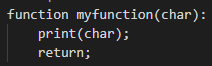 function myfunction(char):
    print(char);
    return;